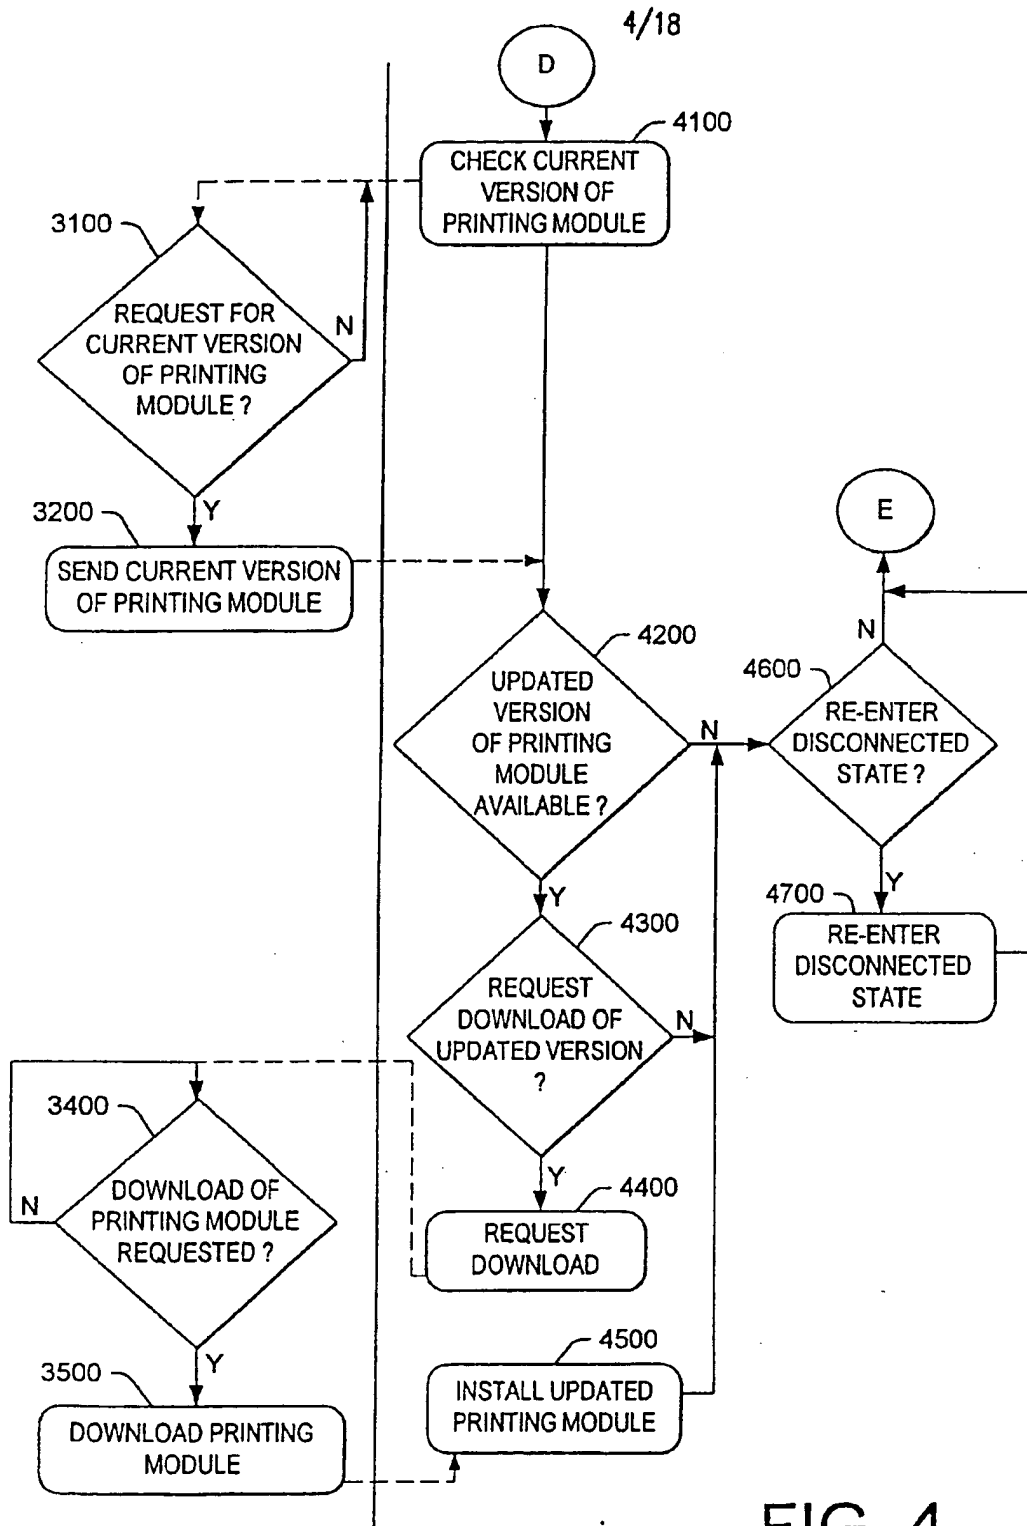 4/18
D
4100
CHECK CURRENT
VERSION OF
PRINTING MODULE
3100
REQUEST FOR
CURRENT VERSION
OF PRINTING
MODULE ?
N
Y
3200
SEND CURRENT VERSION
OF PRINTING MODULE
E
4200
UPDATED
VERSION
OF PRINTING
MODULE
AVAILABLE ?
N
Y
4600
RE-ENTER
DISCONNECTED
STATE ?
N
Y
4700
RE-ENTER
DISCONNECTED
STATE
4300
REQUEST
DOWNLOAD OF
UPDATED VERSION
?
N
Y
3400
DOWNLOAD OF
PRINTING MODULE
REQUESTED ?
N
Y
4400
REQUEST
DOWNLOAD
4500
INSTALL UPDATED
PRINTING MODULE
3500
DOWNLOAD PRINTING
MODULE
FIG. 4